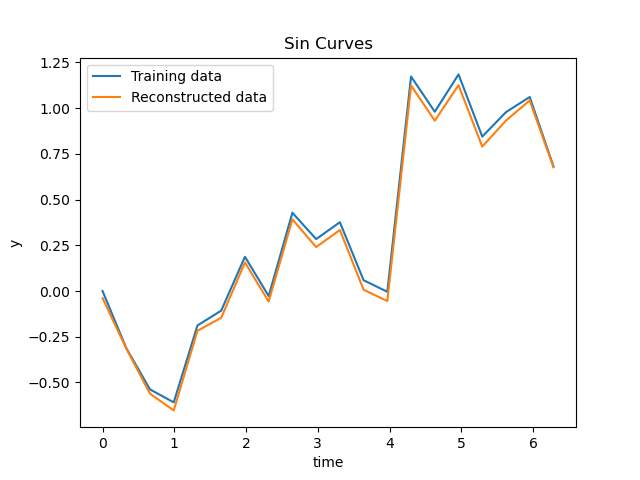 Sin Curves
Training data
Reconstructed data
1.25
1.00
0.75
0.50
0.25
0.00
−0.25
−0.50
y
0 1 2 3 4 5 6
time